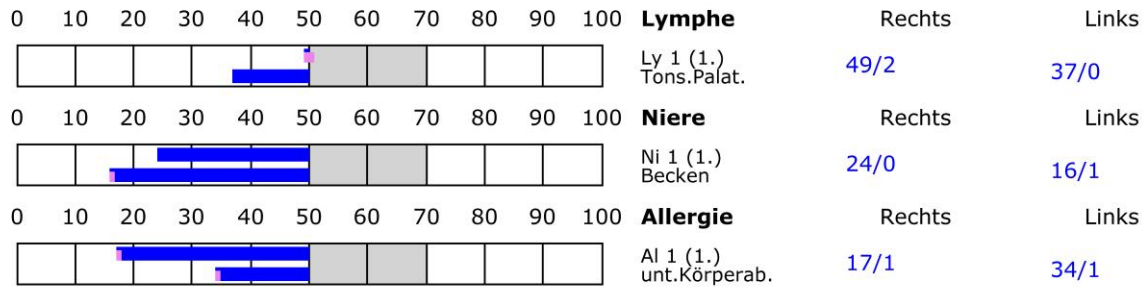 0 10 20 30 40 50 60 70 80 90 100 Lymphe Rechts Links
Ly 1 (1.) 49/2 37/0
Tons.Palat.
0 10 20 30 40 50 60 70 80 90 100 Niere Rechts Links
Ni 1 (1.) 24/0 16/1
Becken
0 10 20 30 40 50 60 70 80 90 100 Allergie Rechts Links
Al 1 (1.) 17/1 34/1
unt.Körperab.